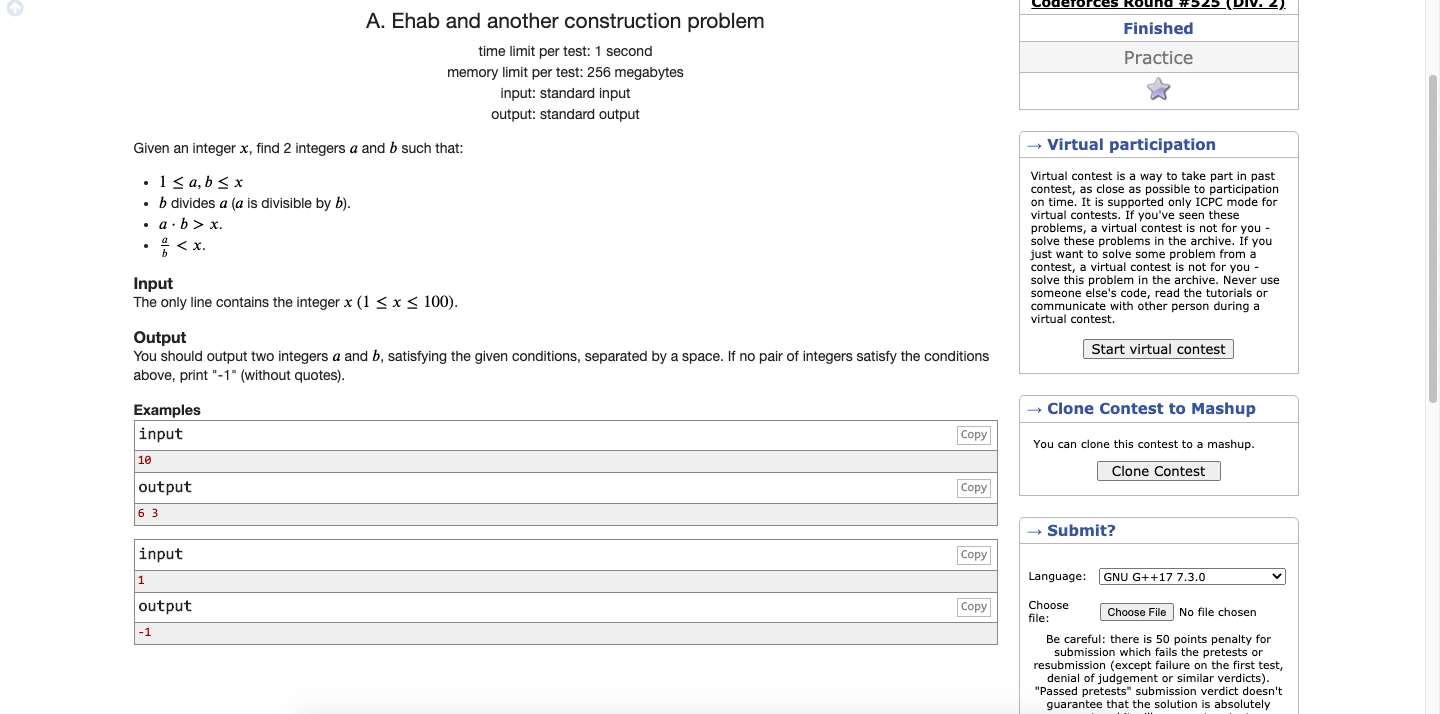 A. Ehab and another construction problem
time limit per test: 1 second
memory limit per test: 256 megabytes
input: standard input
output: standard output
Given an integer x, find 2 integers a and b such that:
• 1 ≤ a, b ≤ x
• b divides a (a is divisible by b).
• a · b > x.
• a/b < x.
Input
The only line contains the integer x (1 ≤ x ≤ 100).
Output
You should output two integers a and b, satisfying the given conditions, separated by a space. If no pair of integers satisfy the conditions
above, print "-1" (without quotes).
Examples
input
Copy
10
output
Copy
6 3
input
Copy
1
output
Copy
-1
Codeforces Round #525 (Div. 2)
Finished
Practice
→ Virtual participation
Virtual contest is a way to take part in past
contest, as close as possible to participation
on time. It is supported only ICPC mode for
virtual contests. If you've seen these
problems, a virtual contest is not for you -
solve these problems in the archive. If you
just want to solve some problem from a
contest, a virtual contest is not for you -
solve this problem in the archive. Never use
someone else's code, read the tutorials or
communicate with other person during a
virtual contest.
Start virtual contest
→ Clone Contest to Mashup
You can clone this contest to a mashup.
Clone Contest
→ Submit?
Language: GNU G++17 7.3.0
Choose
file: Choose File No file chosen
Be careful: there is 50 points penalty for
submission which fails the pretests or
resubmission (except failure on the first test,
denial of judgement or similar verdicts).
"Passed pretests" submission verdict doesn't
guarantee that the solution is absolutely